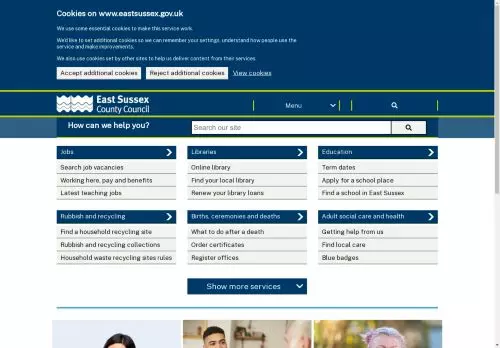 Cookies on www.eastsussex.gov.uk
We use some essential cookies to make this service work.
We'd like to set additional cookies so we can remember your settings, understand how people use the
service and make improvements.
We also use cookies set by other sites to help us deliver content from their services.
Accept additional cookies Reject additional cookies View cookies
East Sussex
County Council
Menu
How can we help you?
Search our site
Jobs Libraries Education
Search job vacancies Online library Term dates
Working here, pay and benefits Find your local library Apply for a school place
Latest teaching jobs Renew your library loans Find a school in East Sussex
Rubbish and recycling Births, ceremonies and deaths Adult social care and health
Find a household recycling site What to do after a death Getting help from us
Rubbish and recycling collections Order certificates Find local care
Household waste recycling sites rules Register offices Blue badges
Show more services